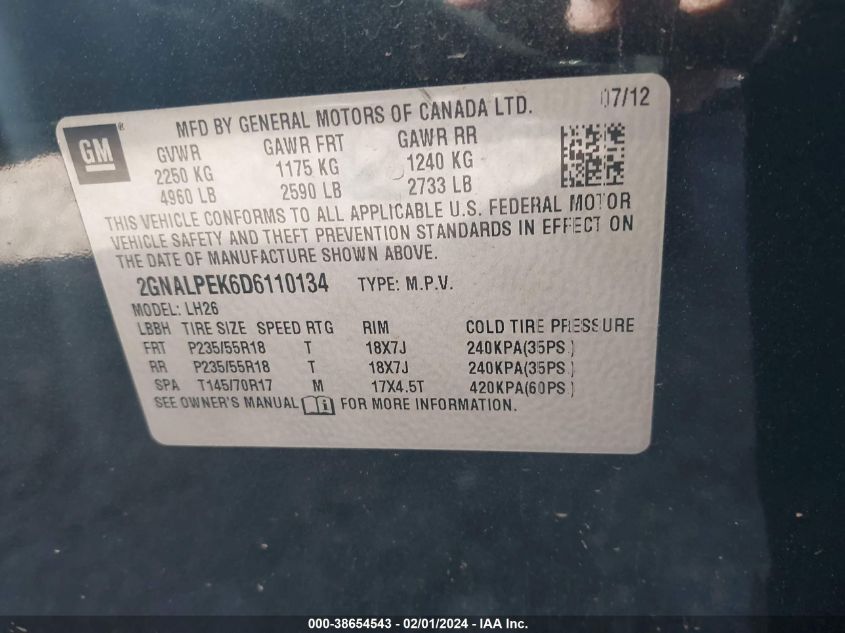 07/12
GM®
MFD BY GENERAL MOTORS OF CANADA LTD.
GVWR GAWR FRT GAWR RR
2250 KG 1175 KG 1240 KG
4960 LB 2590 LB 2733 LB
THIS VEHICLE CONFORMS TO ALL APPLICABLE U.S. FEDERAL MOTOR
VEHICLE SAFETY AND THEFT PREVENTION STANDARDS IN EFFECT ON
THE DATE OF MANUFACTURE SHOWN ABOVE.
2GNALPEK6D6110134 TYPE: M.P.V.
MODEL: LH26
LBBH TIRE SIZE SPEED RTG RIM COLD TIRE PRESSURE
FRT P235/55R18 T 18X7J 240KPA(35PS )
RR P235/55R18 T 18X7J 240KPA(35PS )
SPA T145/70R17 M 17X4.5T 420KPA(60PS )
SEE OWNER'S MANUAL FOR MORE INFORMATION.
000-38654543 - 02/01/2024 - IAA Inc.